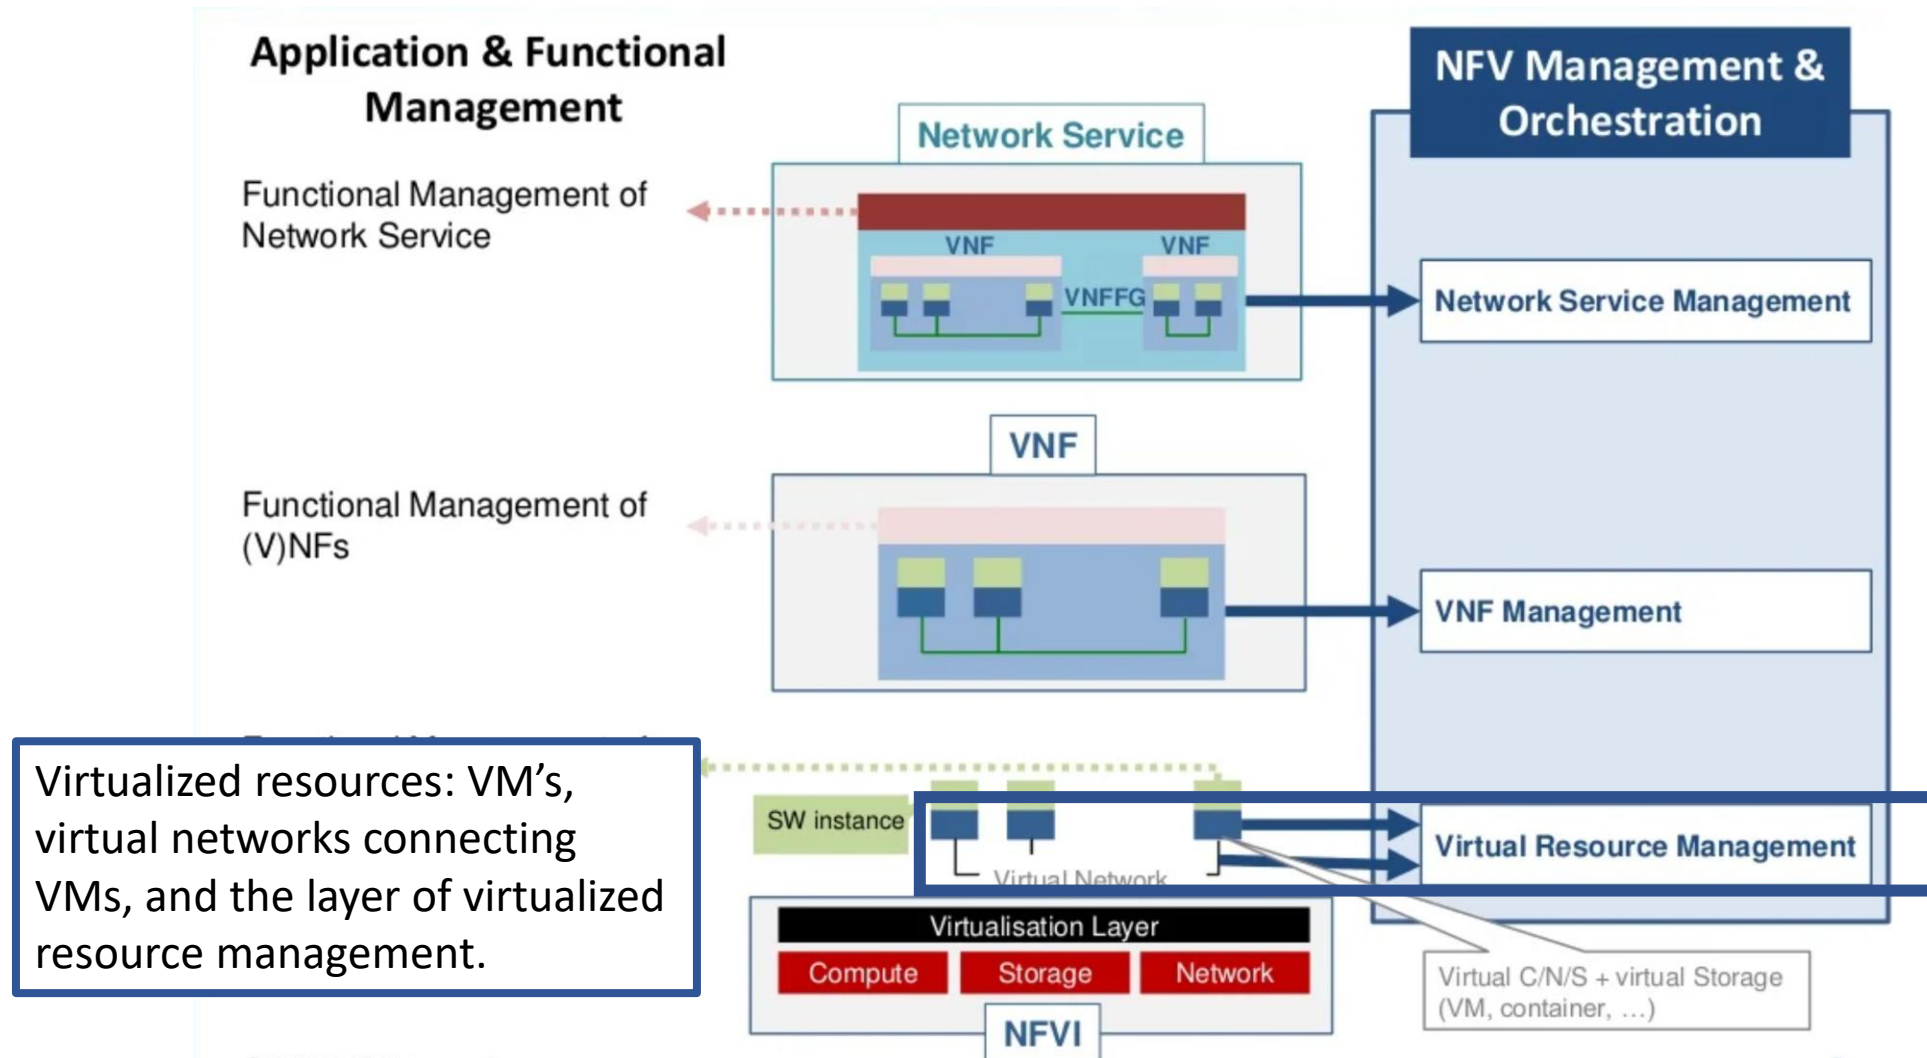 Application & Functional
Management
NFV Management &
Orchestration
Network Service
Functional Management of
Network Service
VNF
VNF
VNFFG
Network Service Management
VNF
Functional Management of
(V)NFs
VNF Management
Virtualized resources: VM’s,
virtual networks connecting
VMs, and the layer of virtualized
resource management.
SW instance
Virtual Network
Virtual Resource Management
Virtualisation Layer
Compute
Storage
Network
NFVI
Virtual C/N/S + virtual Storage
(VM, container, …)